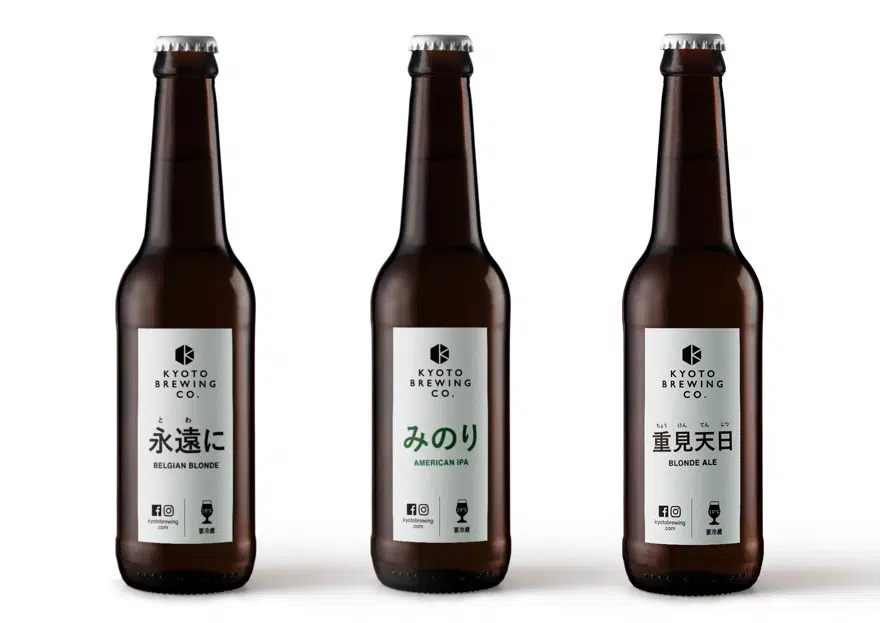 KYOTO
BREWING
CO.
とわ
永遠に
BELGIAN BLONDE
kyotobrewing
.com
10°C
要冷蔵
KYOTO
BREWING
CO.
みのり
AMERICAN IPA
kyotobrewing
.com
要冷蔵
KYOTO
BREWING
CO.
ちょう けん てん じつ
重見天日
BLONDE ALE
kyotobrewing
.com
10°C
要冷蔵